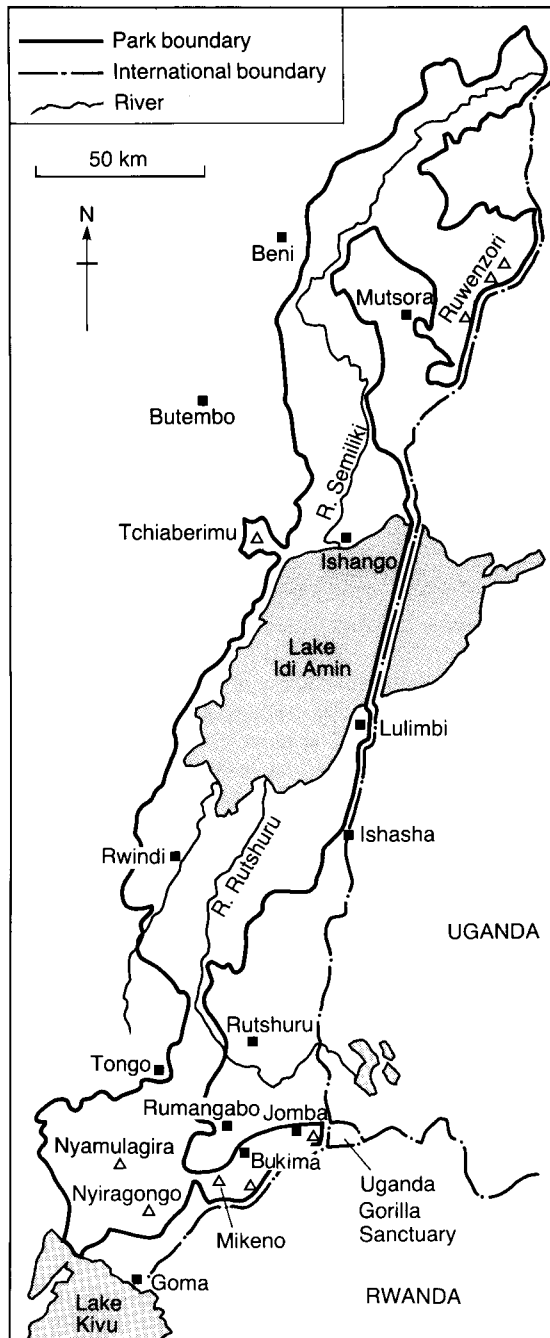 Park boundary
International boundary
River
50 km
N
Beni
Ruwenzori
Mutsora
Butembo
R. Semiliki
Tchiaberimu
Ishango
Lake
Idi Amin
Lulimbi
Ishasha
Rwindi
R. Rutshuru
UGANDA
Rutshuru
Tongo
Rumangabo
Jomba
Nyamulagira
Bukima
Nyiragongo
Uganda
Gorilla
Sanctuary
Mikeno
Goma
RWANDA
Lake
Kivu